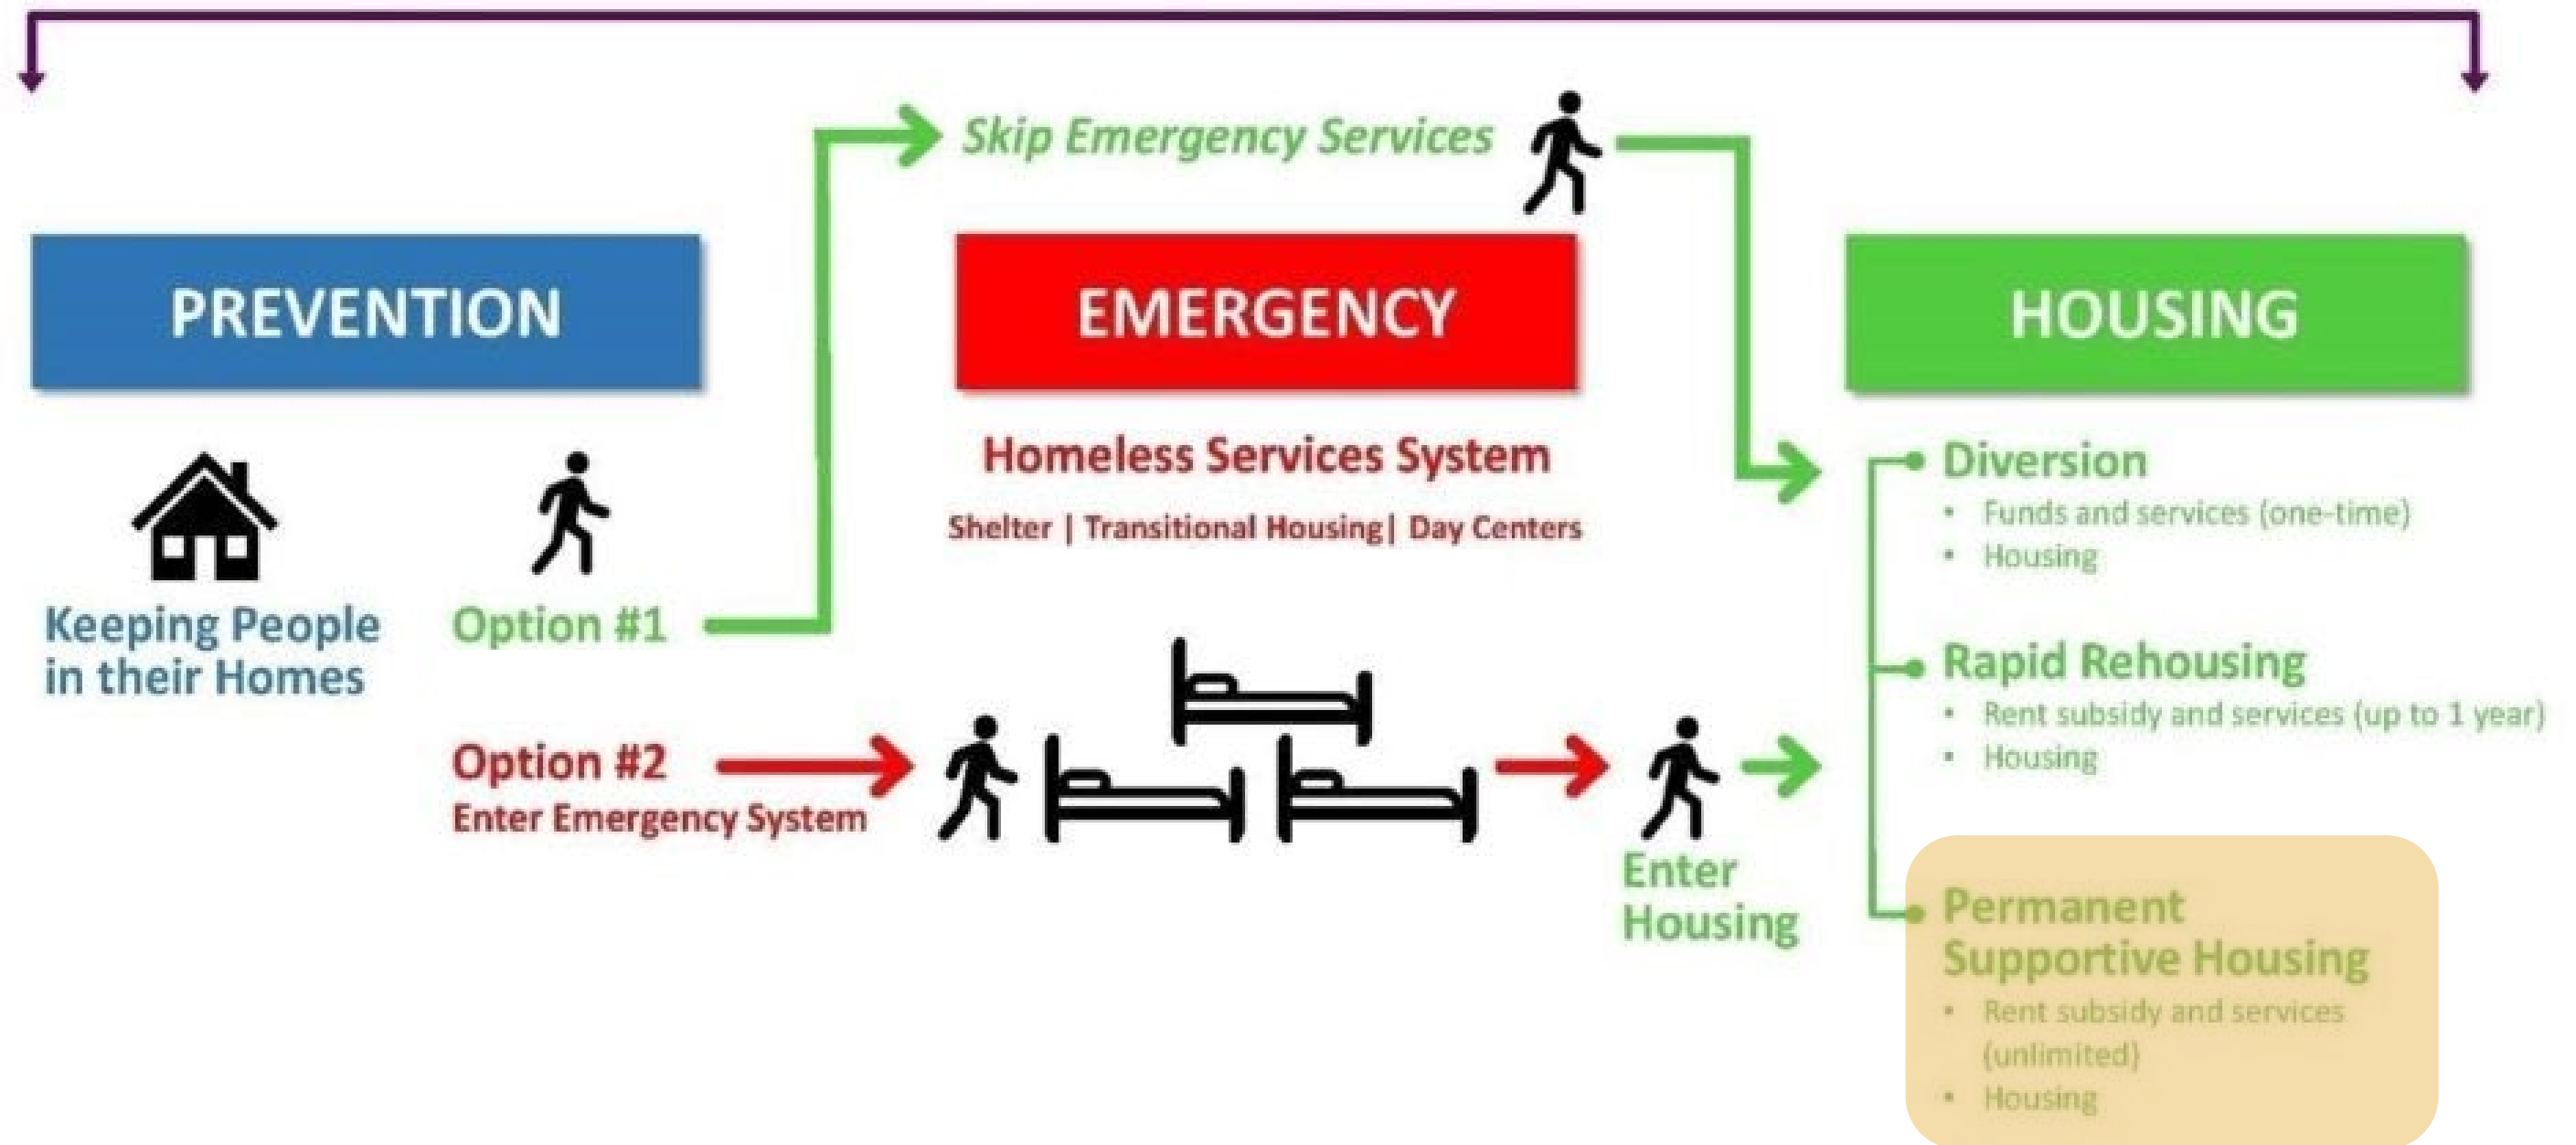 Skip Emergency Services
PREVENTION
EMERGENCY
HOUSING
Keeping People
in their Homes
Option #1
Option #2
Enter Emergency System
Homeless Services System
Shelter | Transitional Housing| Day Centers
Enter
Housing
Diversion
• Funds and services (one-time)
• Housing
Rapid Rehousing
• Rent subsidy and services (up to 1 year)
• Housing
Permanent
Supportive Housing
• Rent subsidy and services
(unlimited)
• Housing